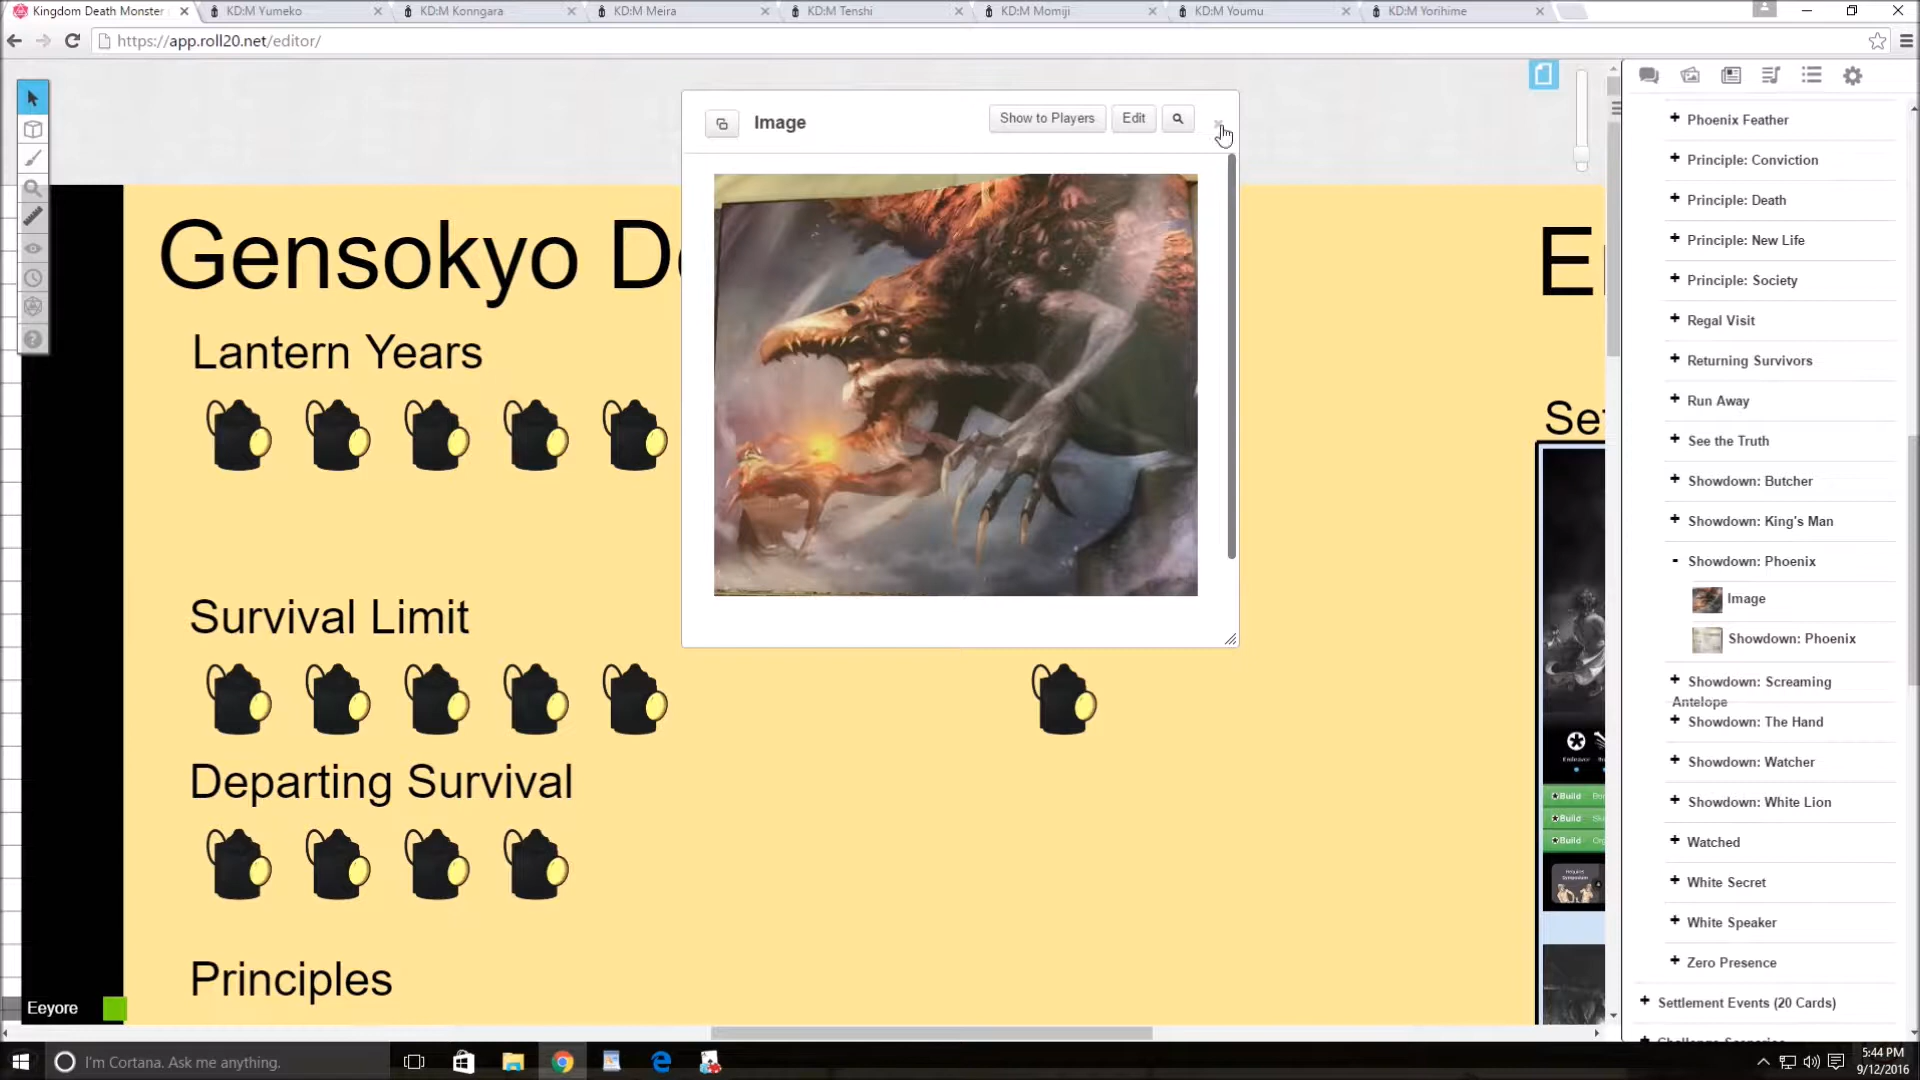 Kingdom Death Monster
KD:M Yumeko
KD:M Konngara
KD:M Meira
KD:M Tenshi
KD:M Momiji
KD:M Youmu
KD:M Yorihime
https://app.roll20.net/editor/
Image
Show to Players
Edit
Gensokyo D
Lantern Years
Survival Limit
Departing Survival
Principles
Eeyore
Set
Endeavor
Build
Build
Build
Phoenix Feather
Principle: Conviction
Principle: Death
Principle: New Life
Principle: Society
Regal Visit
Returning Survivors
Run Away
See the Truth
Showdown: Butcher
Showdown: King's Man
Showdown: Phoenix
Image
Showdown: Phoenix
Showdown: Screaming
Antelope
Showdown: The Hand
Showdown: Watcher
Showdown: White Lion
Watched
White Secret
White Speaker
Zero Presence
Settlement Events (20 Cards)
I'm Cortana. Ask me anything.
5:44 PM
9/12/2016